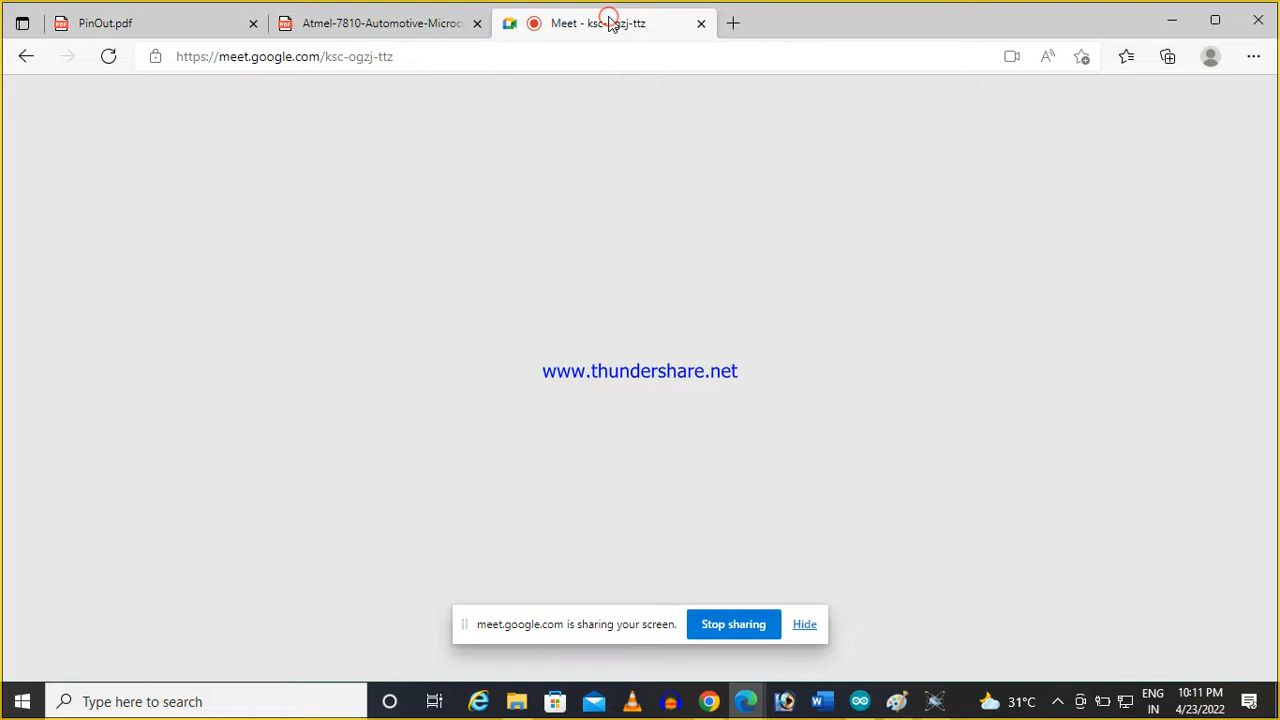 PinOut.pdf
Atmel-7810-Automotive-Microc
Meet - ksc-ogzj-ttz
https://meet.google.com/ksc-ogzj-ttz
www.thundershare.net
meet.google.com is sharing your screen.
Stop sharing
Hide
Type here to search
31°C
ENG
IN
10:11 PM
4/23/2022